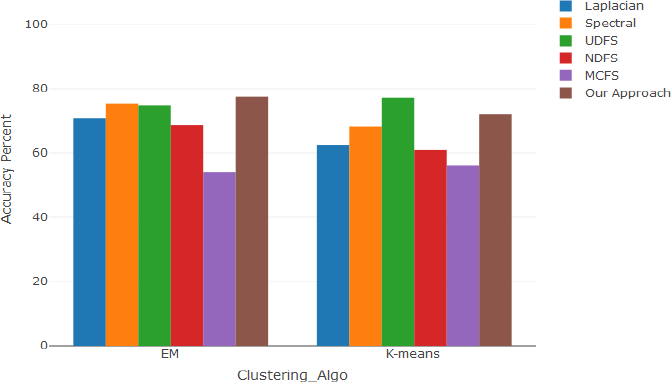 Laplacian
Spectral
UDFS
NDFS
MCFS
Our Approach
100
80
60
40
20
0
Accuracy Percent
EM
K-means
Clustering_Algo